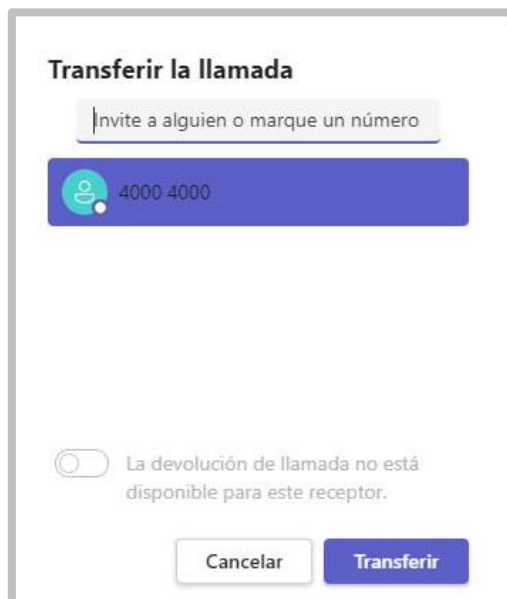 Transferir la llamada
Invite a alguien o marque un número
4000 4000
La devolución de llamada no está
disponible para este receptor.
Cancelar Transferir